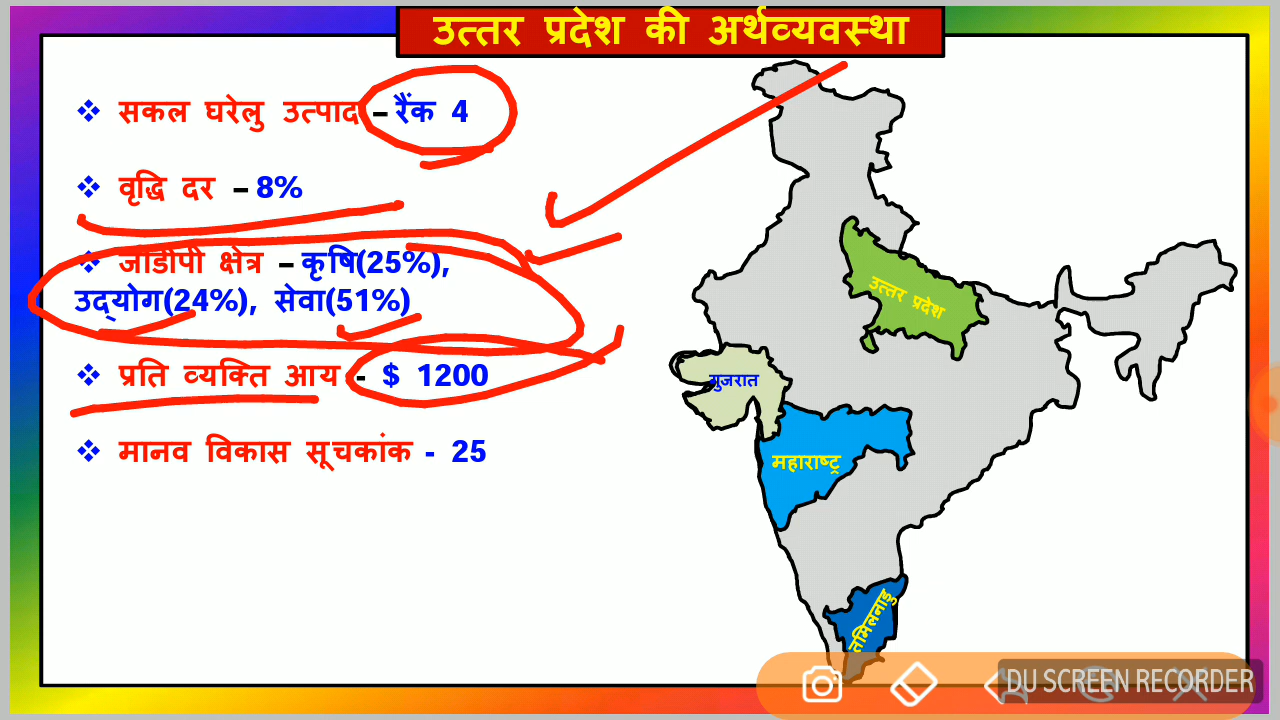 उत्तर प्रदेश की अर्थव्यवस्था
❖ सकल घरेलु उत्पाद – रैंक 4
❖ वृद्धि दर – 8%
❖ जीडीपी क्षेत्र – कृषि(25%),
उद्योग(24%), सेवा(51%)
❖ प्रति व्यक्ति आय - $ 1200
❖ मानव विकास सूचकांक - 25
उत्तर प्रदेश
गुजरात
महाराष्ट्र
तमिलनाडु
DU SCREEN RECORDER